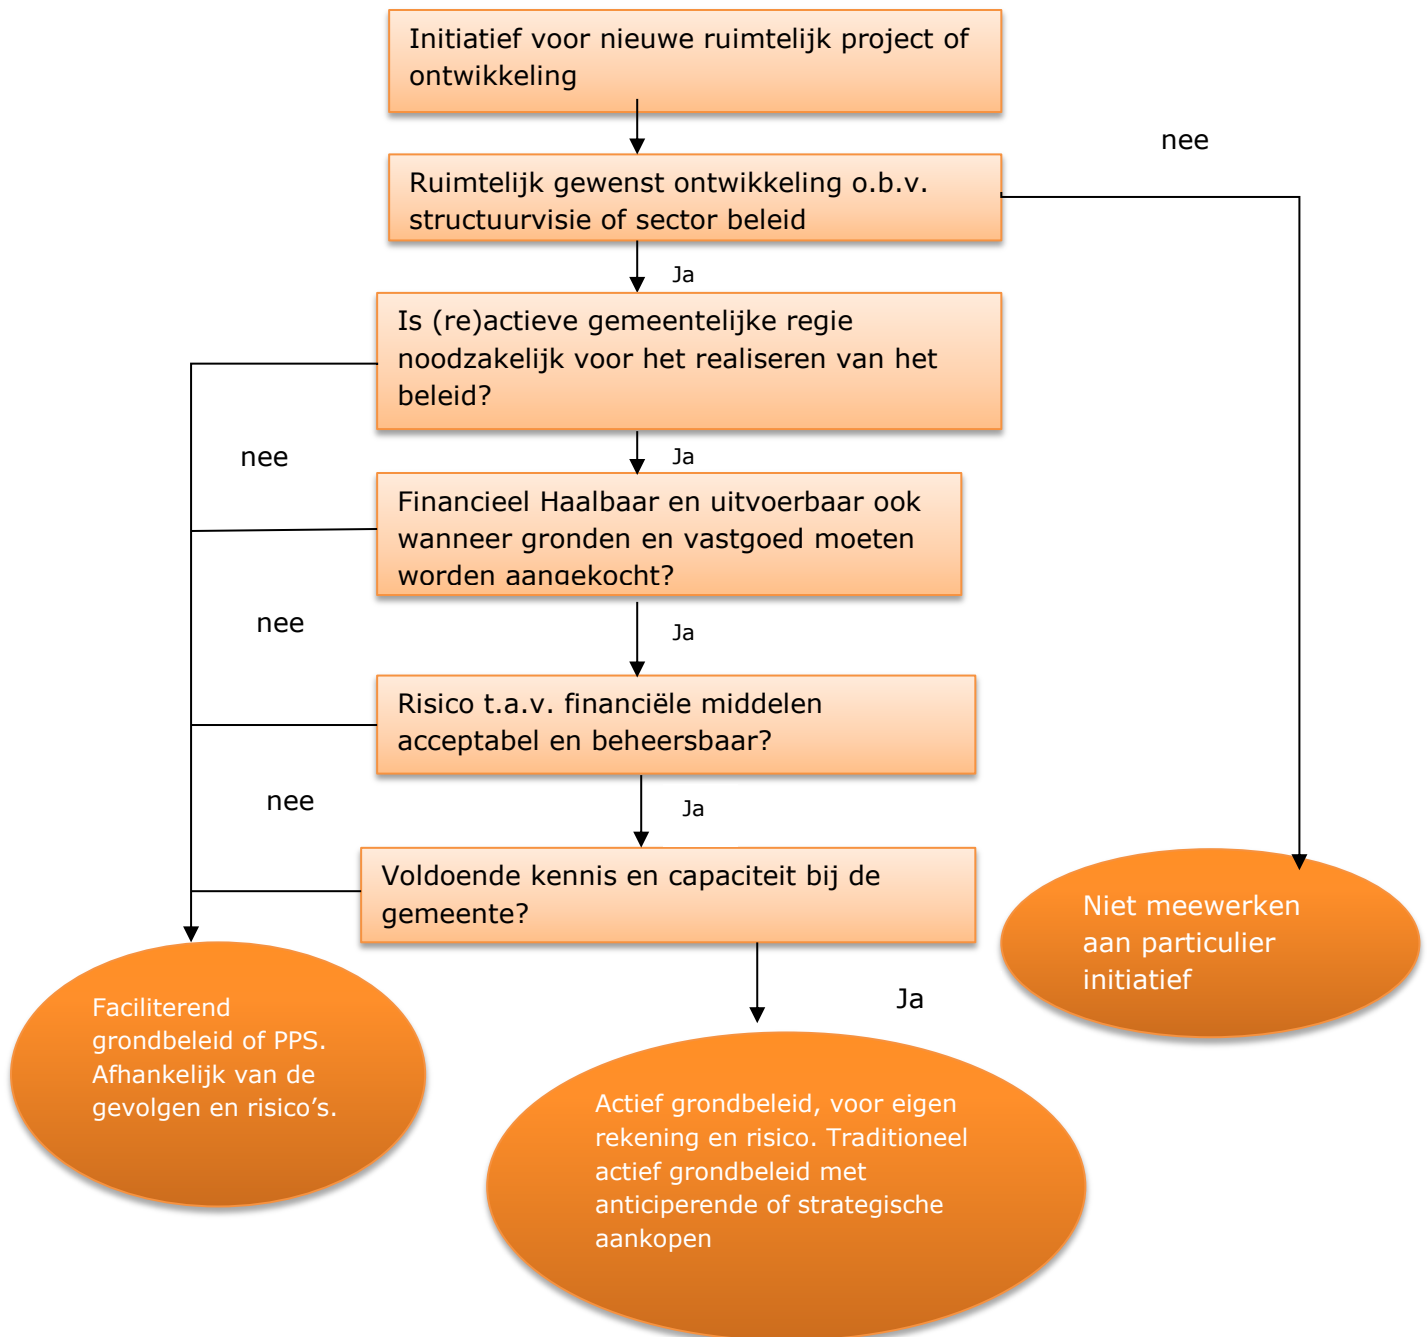 Initiatief voor nieuwe ruimtelijk project of
ontwikkeling
nee
Ruimtelijk gewenst ontwikkeling o.b.v.
structuurvisie of sector beleid
Ja
Is (re)actieve gemeentelijke regie
noodzakelijk voor het realiseren van het
beleid?
nee
Ja
Financieel Haalbaar en uitvoerbaar ook
wanneer gronden en vastgoed moeten
worden aangekocht?
nee
Ja
Risico t.a.v. financiële middelen
acceptabel en beheersbaar?
nee
Ja
Voldoende kennis en capaciteit bij de
gemeente?
Niet meewerken
aan particulier
initiatief
Ja
Faciliterend
grondbeleid of PPS.
Afhankelijk van de
gevolgen en risico’s.
Actief grondbeleid, voor eigen
rekening en risico. Traditioneel
actief grondbeleid met
anticiperende of strategische
aankopen